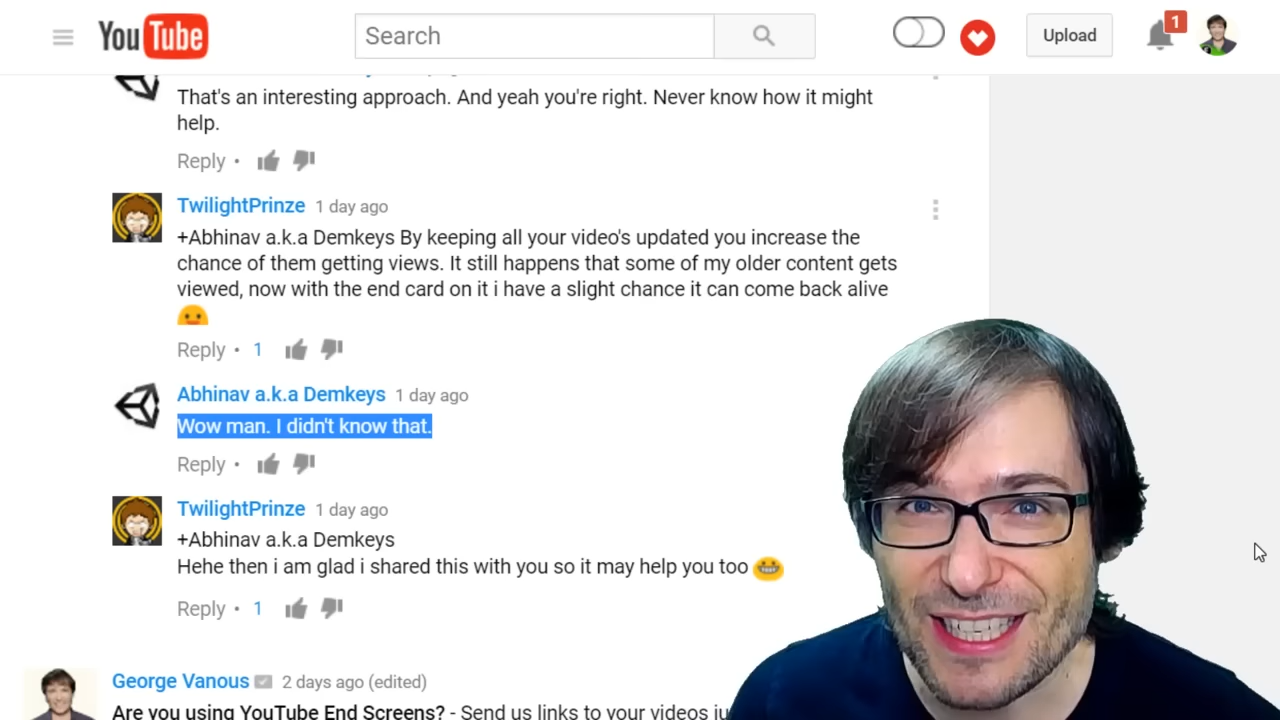 YouTube
Search
Upload
1
That's an interesting approach. And yeah you're right. Never know how it might
help.
Reply •
TwilightPrinze 1 day ago
+Abhinav a.k.a Demkeys By keeping all your video's updated you increase the
chance of them getting views. It still happens that some of my older content gets
viewed, now with the end card on it i have a slight chance it can come back alive
Reply • 1
Abhinav a.k.a Demkeys 1 day ago
Wow man. I didn't know that.
Reply •
TwilightPrinze 1 day ago
+Abhinav a.k.a Demkeys
Hehe then i am glad i shared this with you so it may help you too
Reply • 1
George Vanous 2 days ago (edited)
Are you using YouTube End Screens? - Send us links to your videos